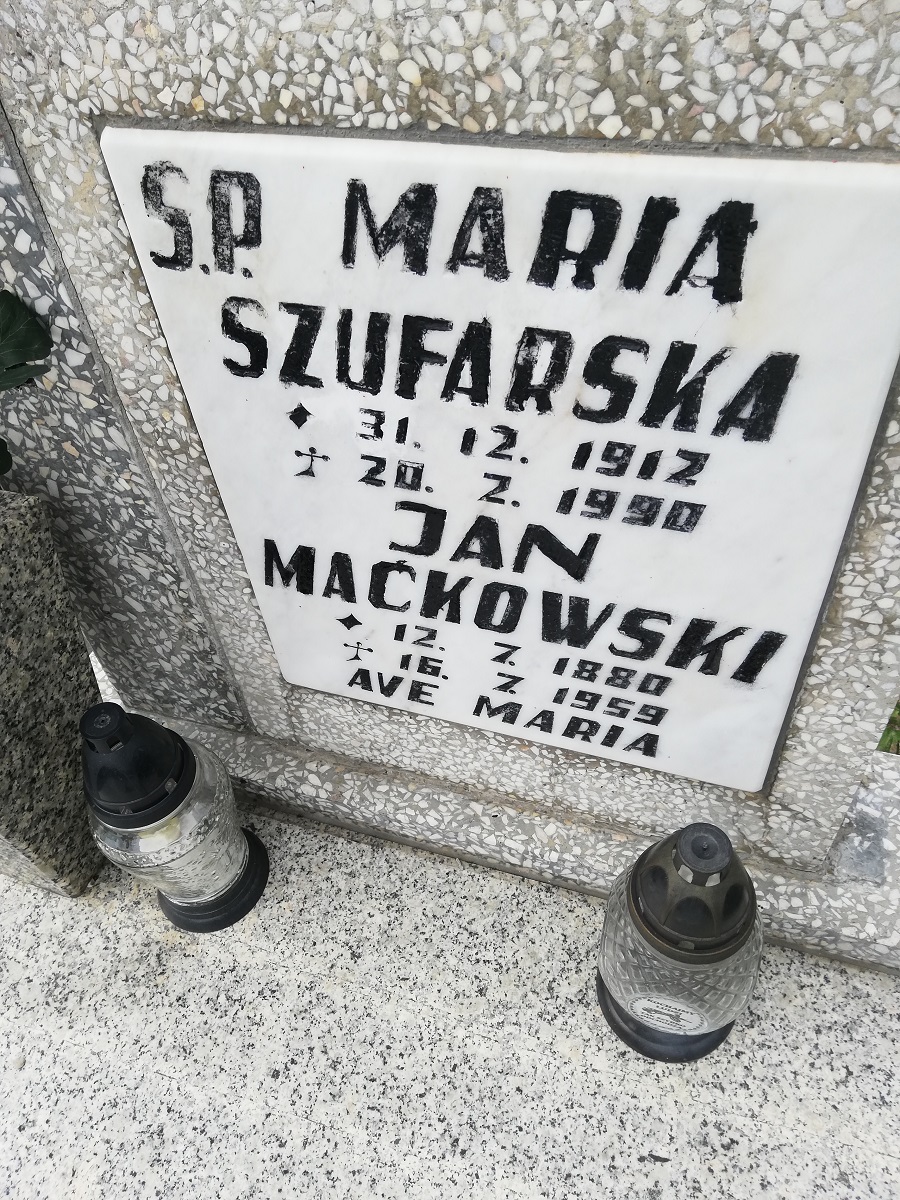 S.P. MARIA
SZUFARSKA
✦ 31. 12. 1912
☥ 20. 2. 1990
JAN
MAĆKOWSKI
✦ 12. 7. 1880
☥ 16. 7. 1959
AVE MARIA